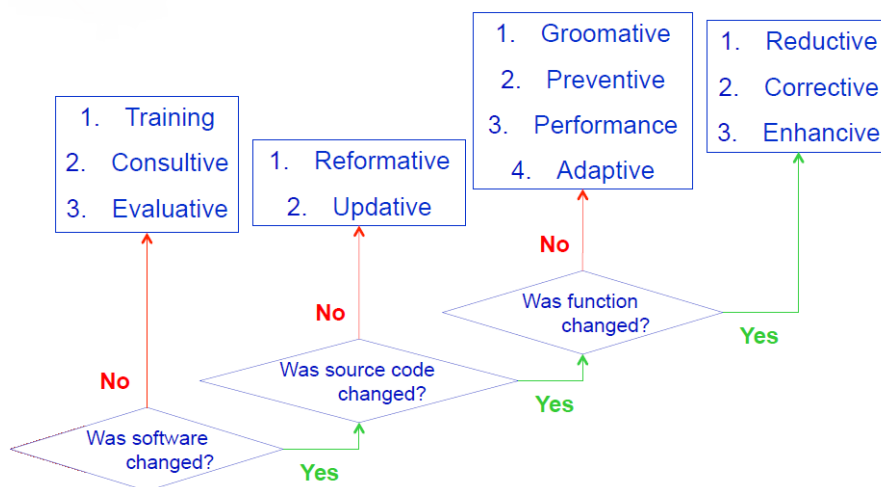 1. Training
2. Consultive
3. Evaluative
1. Reformative
2. Updative
1. Groomative
2. Preventive
3. Performance
4. Adaptive
1. Reductive
2. Corrective
3. Enhancive
No
No
No
Was function
changed?
Yes
Was source code
changed?
Yes
Was software
changed?
Yes